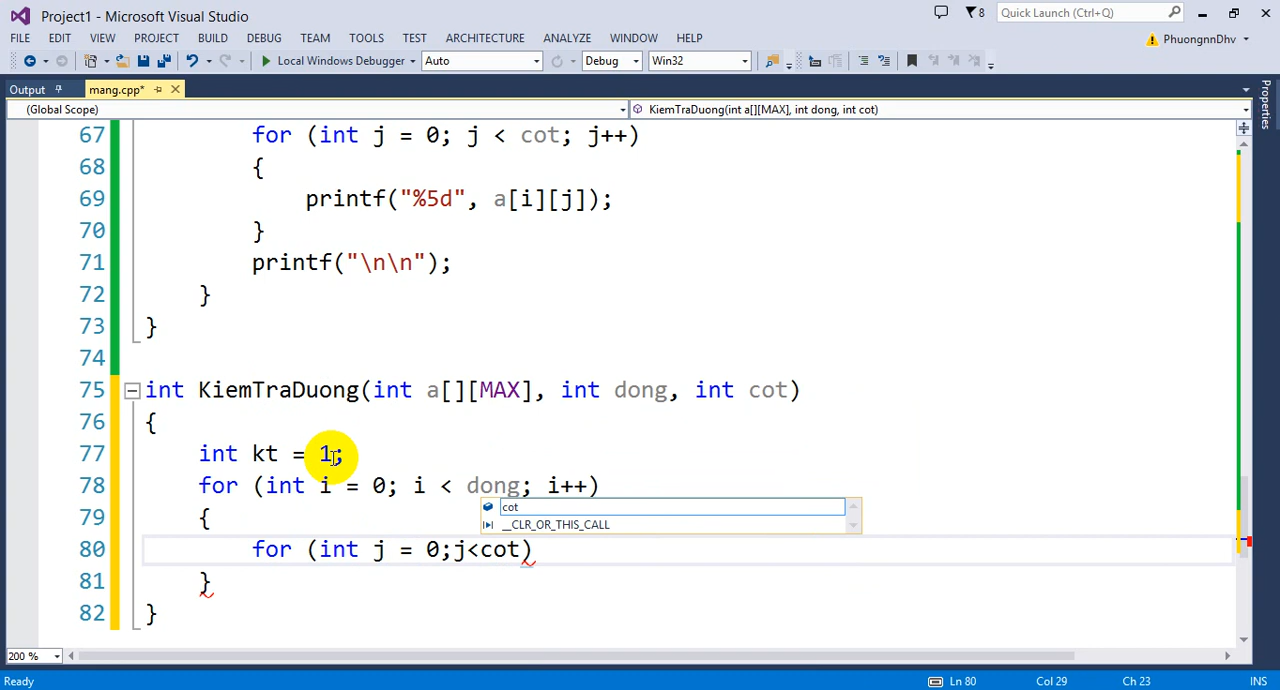 Project1 - Microsoft Visual Studio
8
Quick Launch (Ctrl+Q)
FILE EDIT VIEW PROJECT BUILD DEBUG TEAM TOOLS TEST ARCHITECTURE ANALYZE WINDOW HELP
PhuongnnDhv
Local Windows Debugger Auto Debug Win32
Output mang.cpp*
(Global Scope) KiemTraDuong(int a[][MAX], int dong, int cot)
Properties
67 for (int j = 0; j < cot; j++)
68 {
69 printf("%5d", a[i][j]);
70 }
71 printf("\n\n");
72 }
73 }
74
75 int KiemTraDuong(int a[][MAX], int dong, int cot)
76 {
77 int kt = 1;
78 for (int i = 0; i < dong; i++)
cot
79 {
__CLR_OR_THIS_CALL
80 for (int j = 0;j<cot)
81 }
82 }
200 %
Ready Ln 80 Col 29 Ch 23 INS